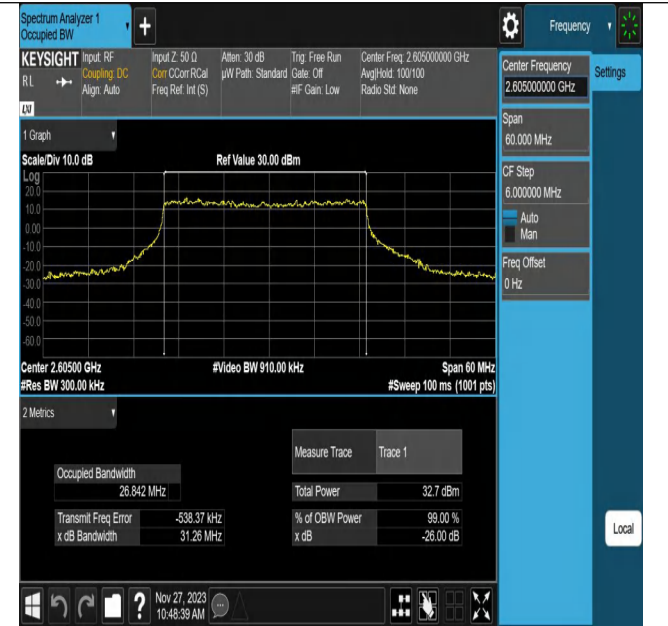 Spectrum Analyzer 1
Occupied BW
Frequency
KEYSIGHT
R L
LXI
Input: RF
Coupling: DC
Align: Auto
Input Z: 50 Ω
Corr CCorr RCal
Freq Ref: Int (S)
Atten: 30 dB
µW Path: Standard
Trig: Free Run
Gate: Off
#IF Gain: Low
Center Freq: 2.605000000 GHz
Avg|Hold: 100/100
Radio Std: None
Center Frequency
2.605000000 GHz
Settings
Span
60.000 MHz
CF Step
6.000000 MHz
Auto
Man
Freq Offset
0 Hz
1 Graph
Scale/Div 10.0 dB
Ref Value 30.00 dBm
Log
20.0
10.0
0.00
-10.0
-20.0
-30.0
-40.0
-50.0
-60.0
Center 2.60500 GHz
#Video BW 910.00 kHz
Span 60 MHz
#Res BW 300.00 kHz
#Sweep 100 ms (1001 pts)
2 Metrics
Measure Trace
Trace 1
Occupied Bandwidth
26.842 MHz
Total Power
32.7 dBm
Transmit Freq Error
-538.37 kHz
% of OBW Power
99.00 %
x dB Bandwidth
31.26 MHz
x dB
-26.00 dB
Local
?
Nov 27, 2023
10:48:39 AM